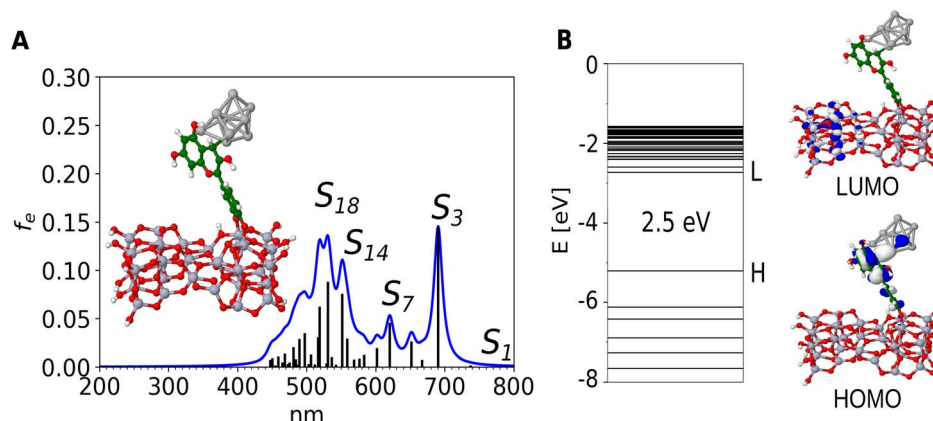 A
0.30
0.25
0.20
0.15
0.10
0.05
0.00
f_e
S_18
S_14
S_7
S_3
S_1
200 300 400 500 600 700 800
nm
B
0
-2
-4
-6
-8
E [eV]
2.5 eV
L
H
LUMO
HOMO